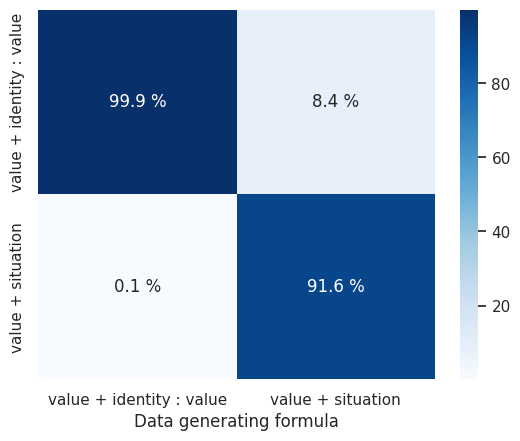 value + identity : value
value + situation
99.9 %
8.4 %
0.1 %
91.6 %
80
60
40
20
value + identity : value
value + situation
Data generating formula